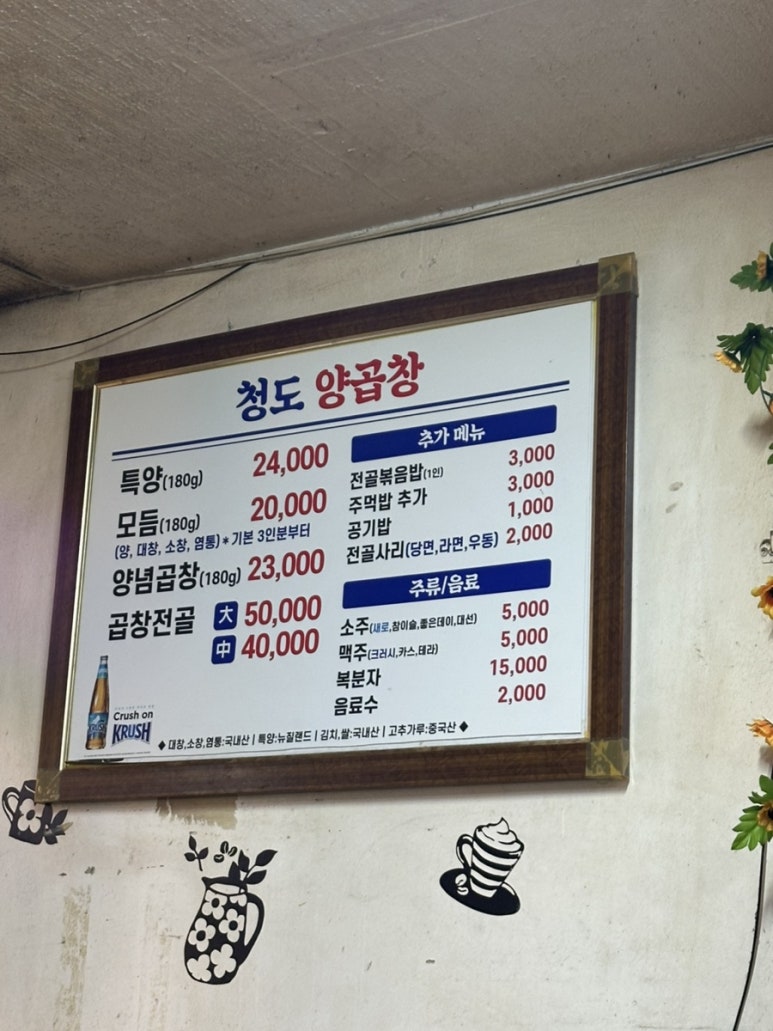 청도 양곱창
특양(180g) 24,000
모듬(180g) 20,000
(양, 대창, 소창, 염통) * 기본 3인분부터
양념곱창(180g) 23,000
곱창전골 大 50,000
中 40,000
추가 메뉴
전골볶음밥(1인) 3,000
주먹밥 추가 3,000
공기밥 1,000
전골사리(당면,라면,우동) 2,000
주류/음료
소주(새로,참이슬,좋은데이,대선) 5,000
맥주(크러시,카스,테라) 5,000
복분자 15,000
음료수 2,000
Crush on
KRUSH
◆ 대창,소창,염통:국내산 | 특양:뉴질랜드 | 김치,쌀:국내산 | 고추가루:중국산 ◆